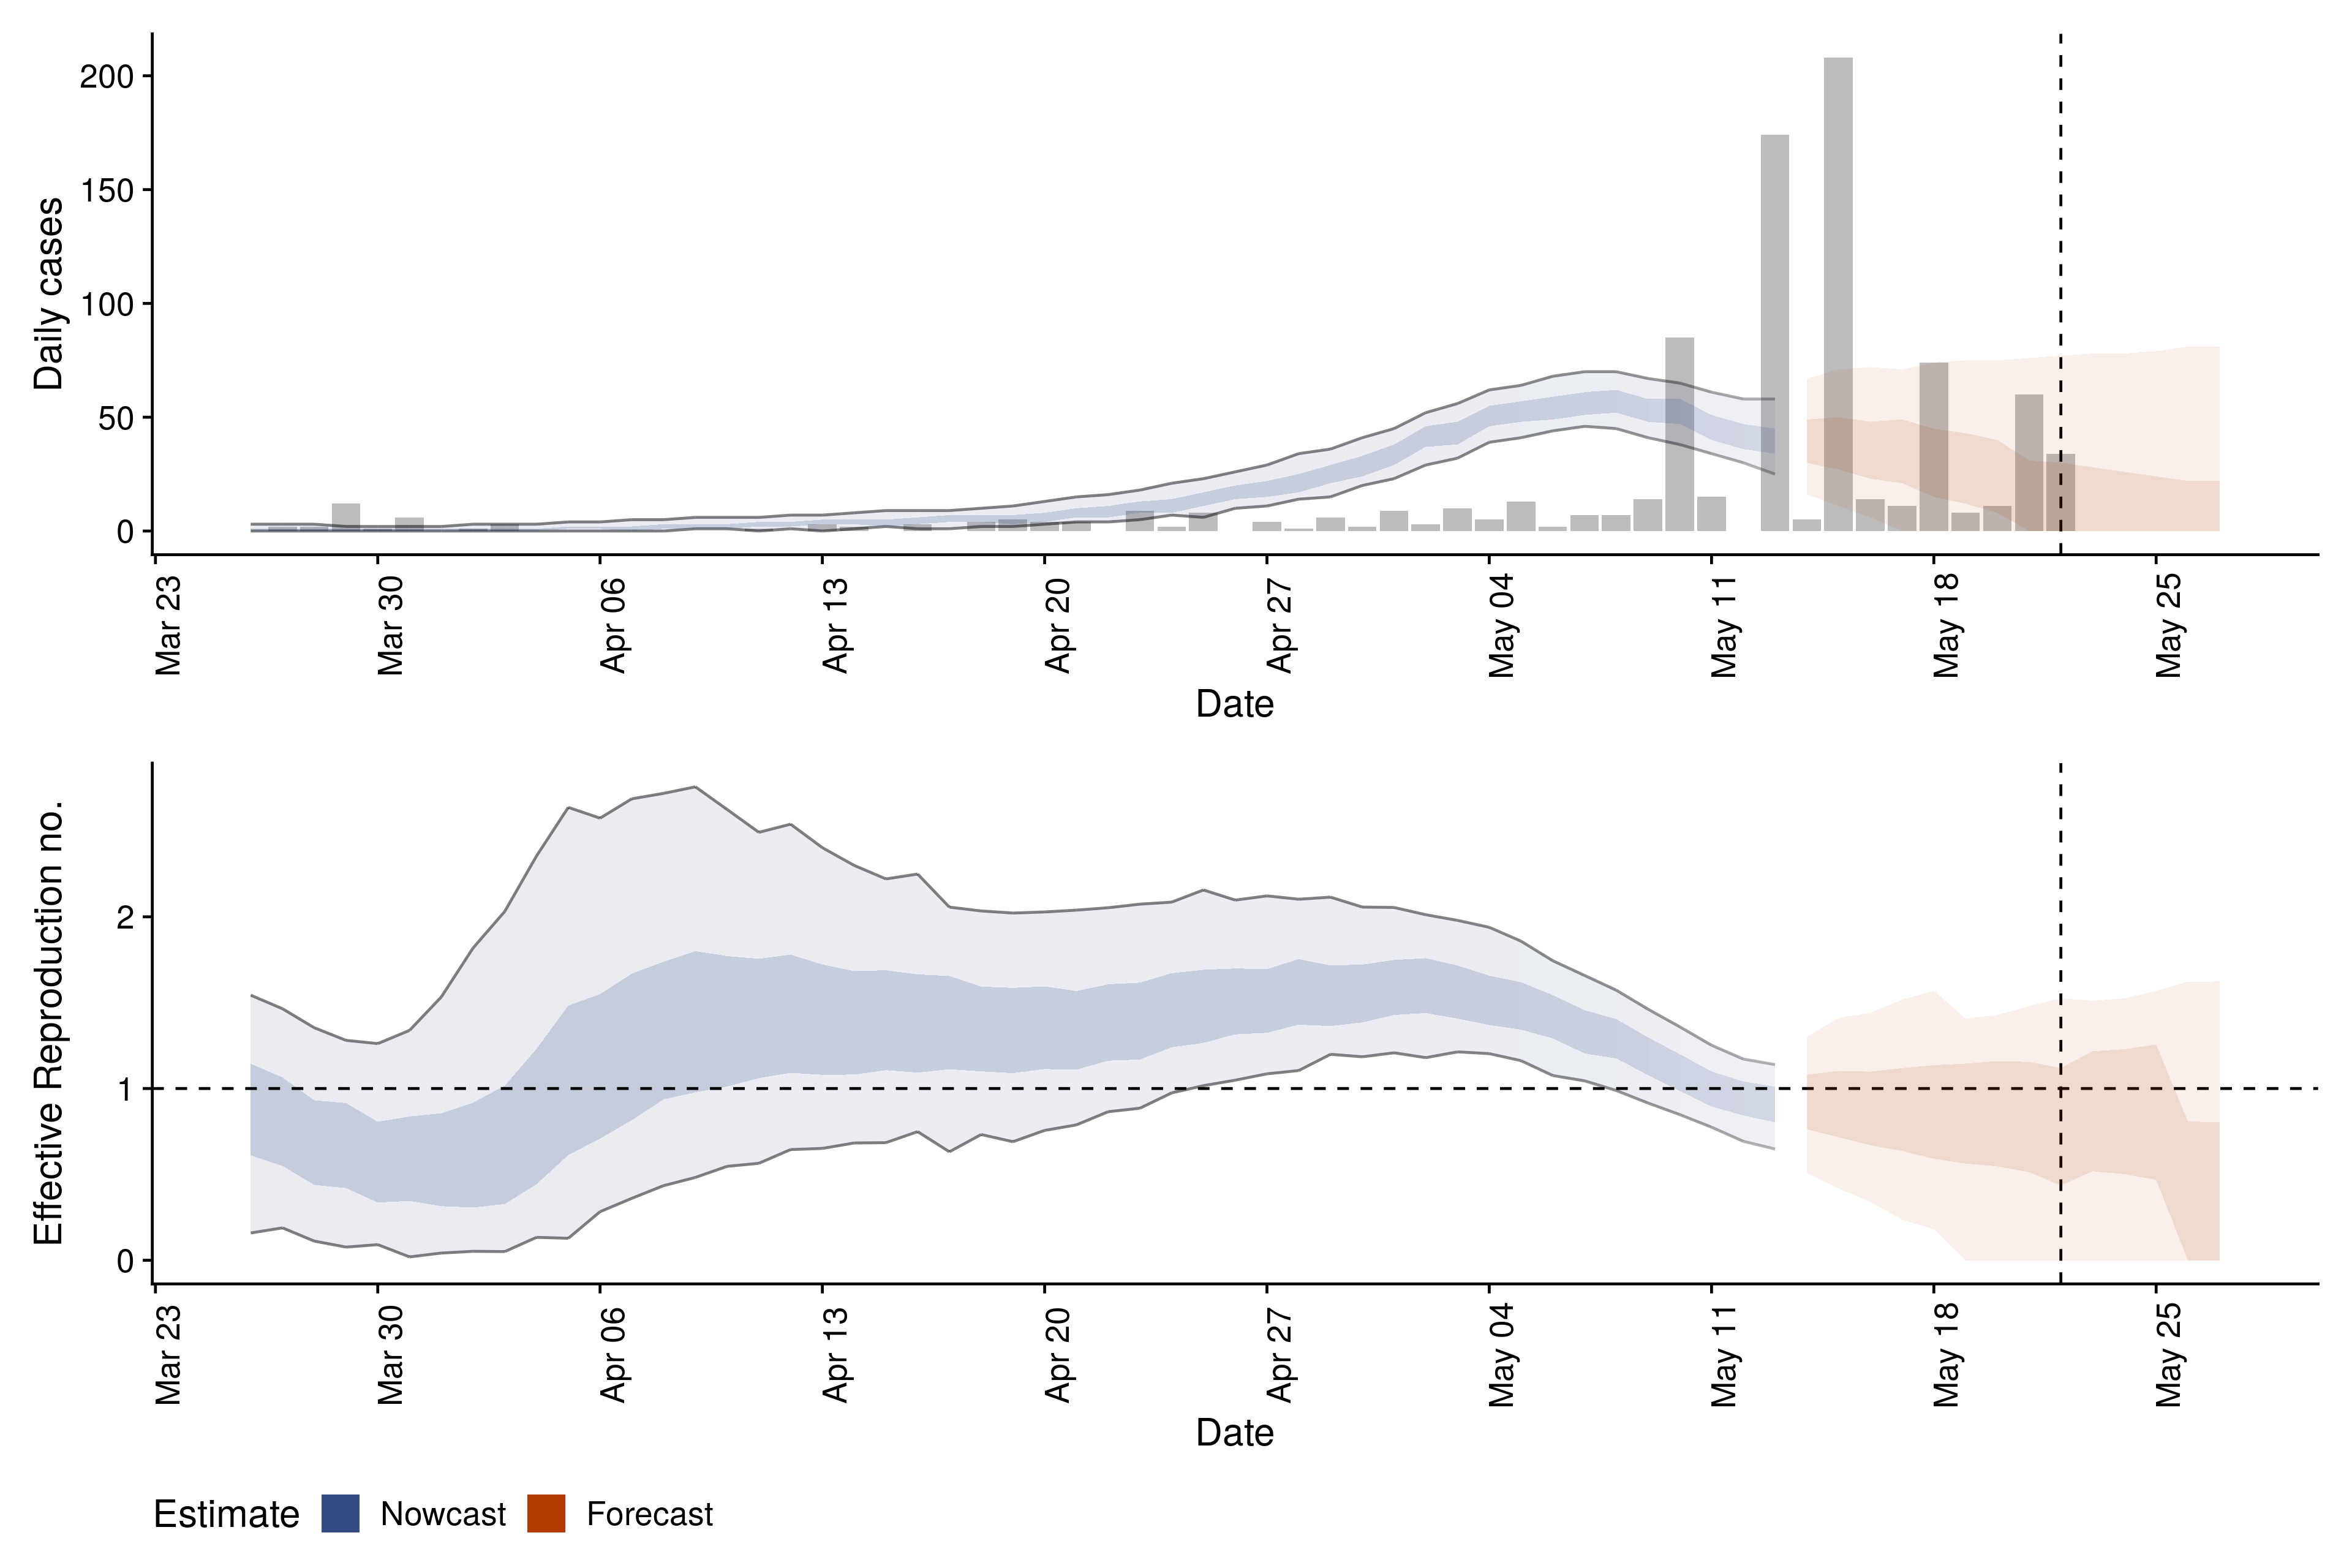 Daily cases
200
150
100
50
0
Mar 23
Mar 30
Apr 06
Apr 13
Apr 20
Apr 27
May 04
May 11
May 18
May 25
Date
Effective Reproduction no.
2
1
0
Mar 23
Mar 30
Apr 06
Apr 13
Apr 20
Apr 27
May 04
May 11
May 18
May 25
Date
Estimate Nowcast Forecast